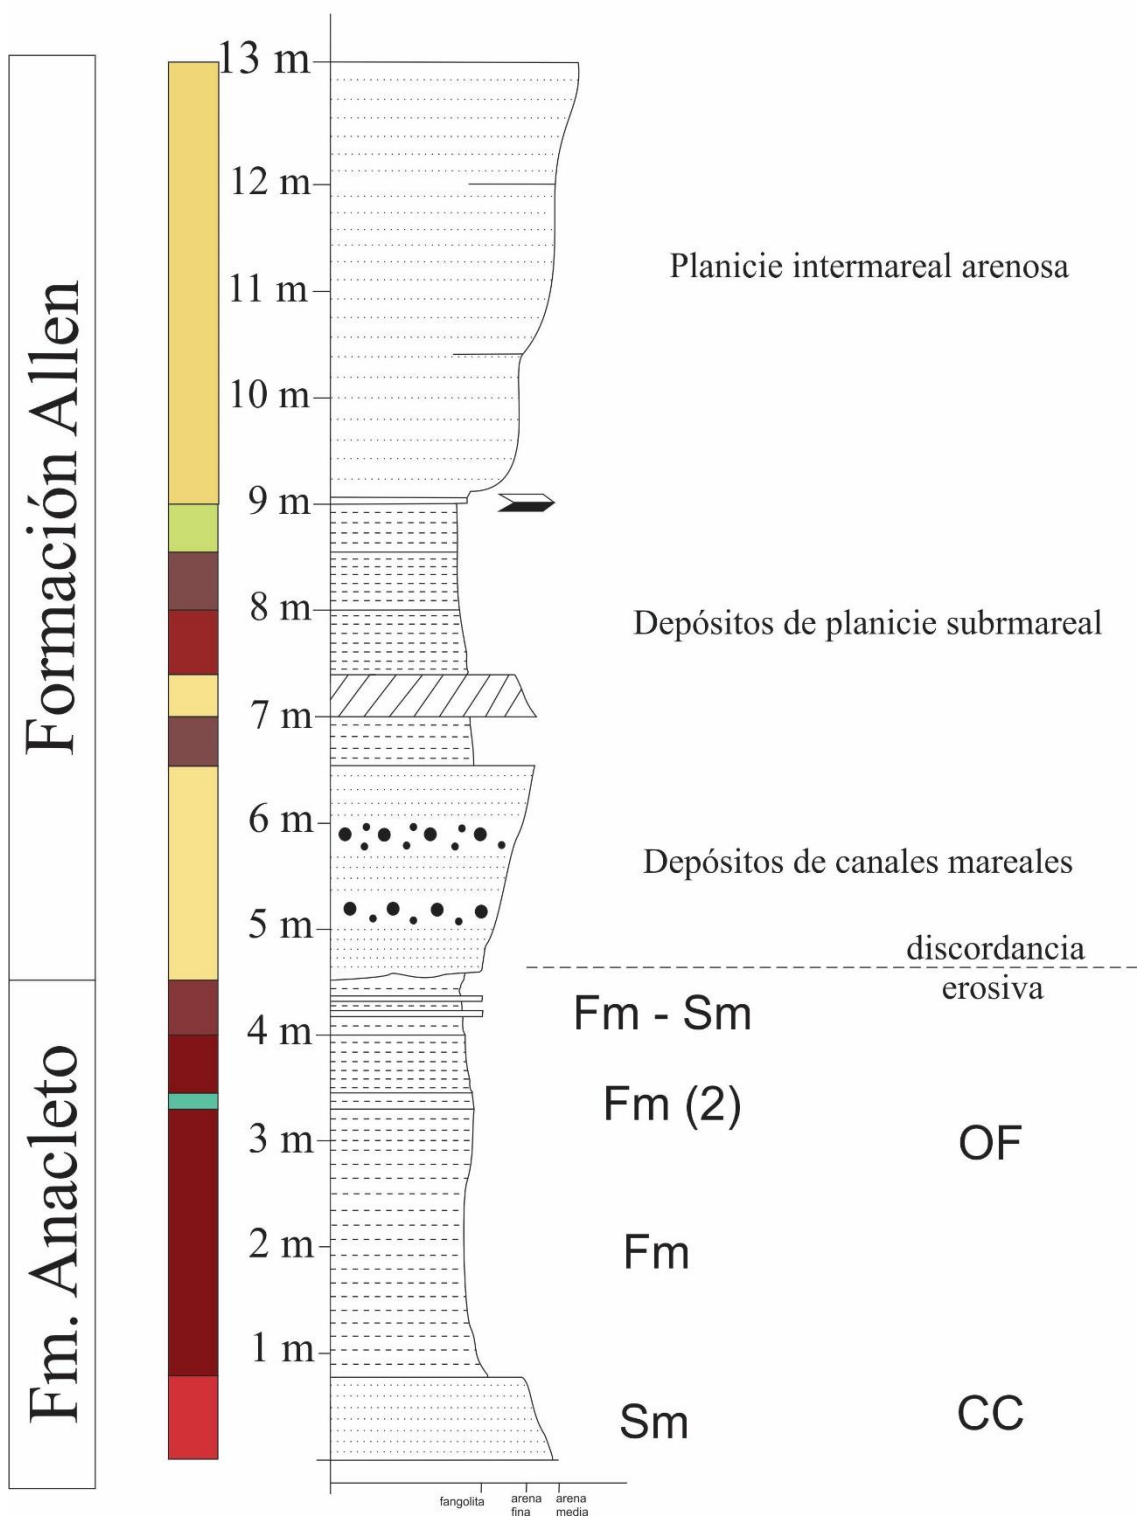 Formación Allen
Fm. Anacleto
13 m
12 m
11 m
10 m
9 m
8 m
7 m
6 m
5 m
4 m
3 m
2 m
1 m
Planicie intermareal arenosa
Depósitos de planicie subrmareal
Depósitos de canales mareales
discordancia
erosiva
Fm - Sm
Fm (2)
OF
Fm
Sm
CC
fangolita
arena
fina
arena
media